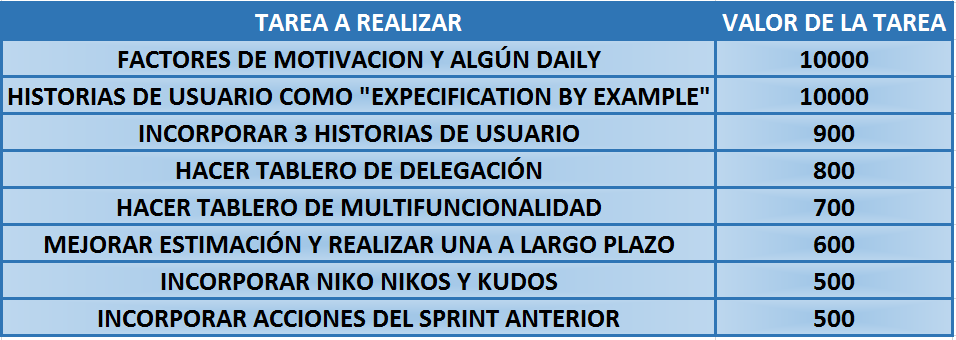 TAREA A REALIZAR VALOR DE LA TAREA
FACTORES DE MOTIVACION Y ALGÚN DAILY 10000
HISTORIAS DE USUARIO COMO "EXPECIFICATION BY EXAMPLE" 10000
INCORPORAR 3 HISTORIAS DE USUARIO 900
HACER TABLERO DE DELEGACIÓN 800
HACER TABLERO DE MULTIFUNCIONALIDAD 700
MEJORAR ESTIMACIÓN Y REALIZAR UNA A LARGO PLAZO 600
INCORPORAR NIKO NIKOS Y KUDOS 500
INCORPORAR ACCIONES DEL SPRINT ANTERIOR 500